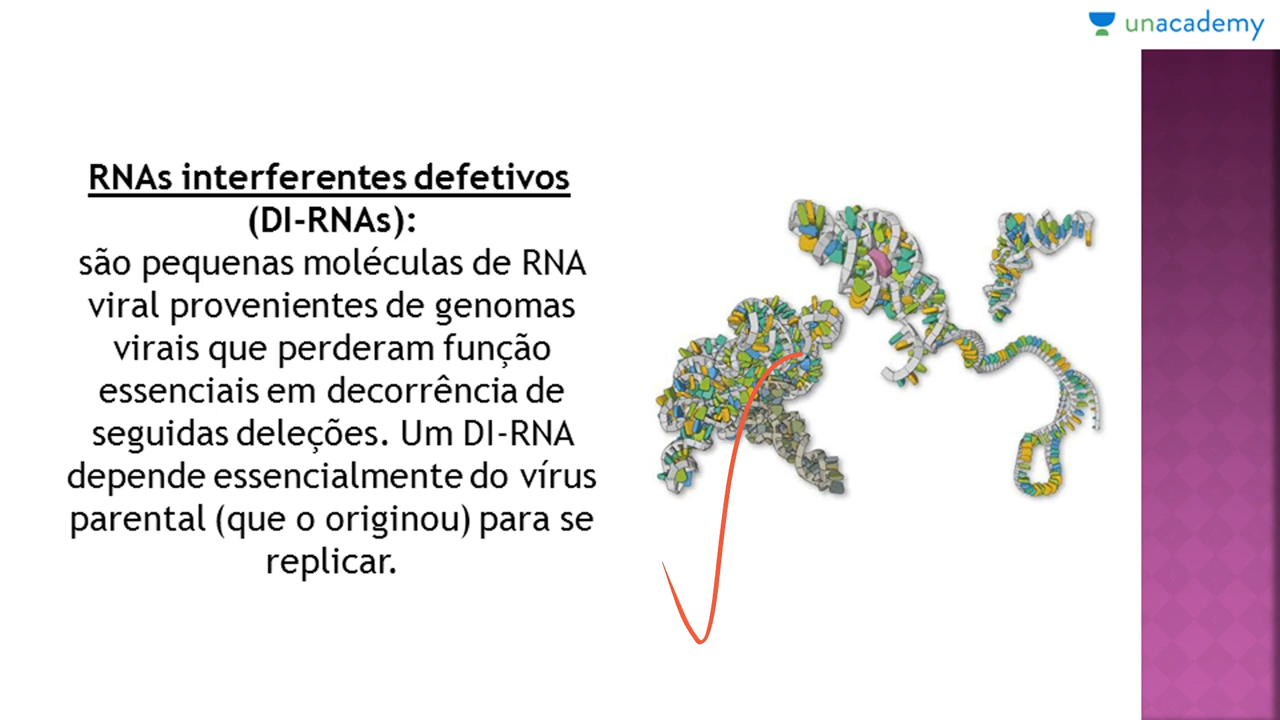 unacademy
RNAs interferentes defetivos
(DI-RNAs):
são pequenas moléculas de RNA
viral provenientes de genomas
virais que perderam função
essenciais em decorrência de
seguidas deleções. Um DI-RNA
depende essencialmente do vírus
parental (que o originou) para se
replicar.